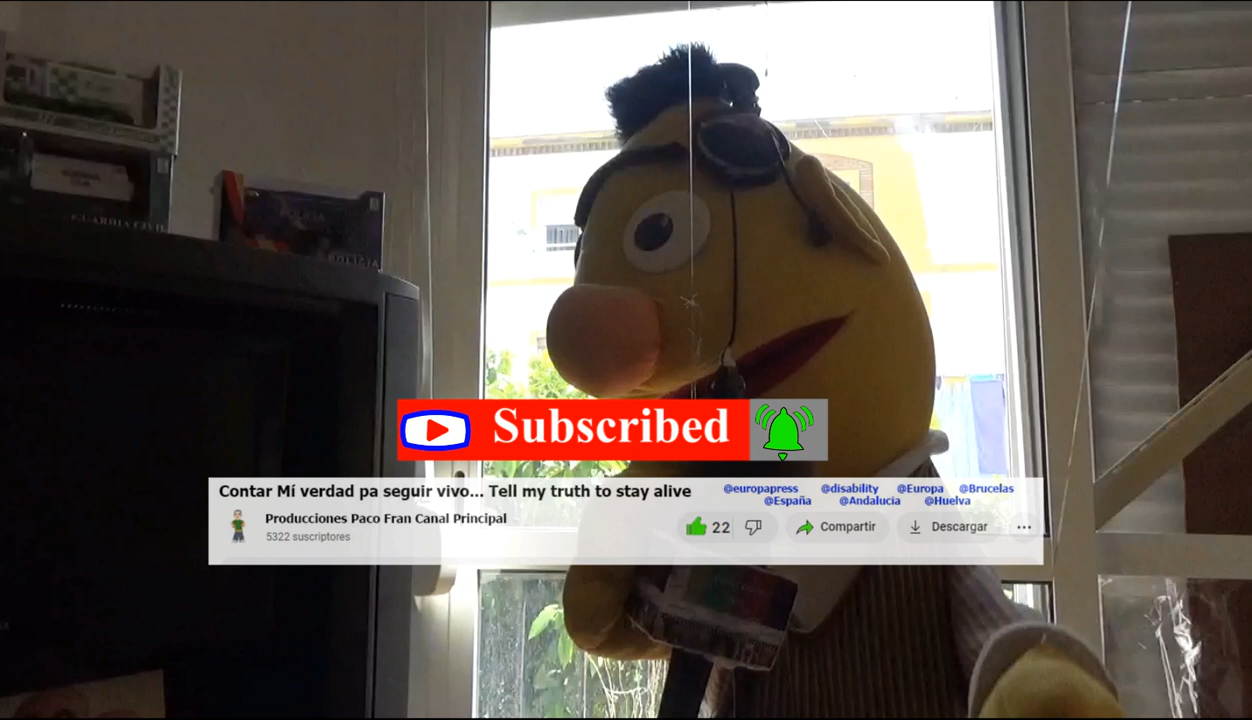 GUARDIA CIVIL
POLICIA
POLICIA
Subscribed
Contar Mí verdad pa seguir vivo... Tell my truth to stay alive
@europapress @disability @Europa @Brucelas
@España @Andalucia @Huelva
Producciones Paco Fran Canal Principal
5322 suscriptores
22
Compartir
Descargar
...